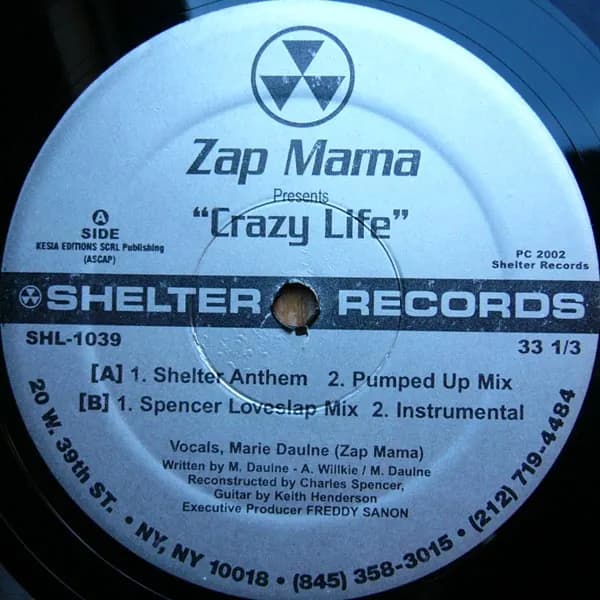 Zap Mama
Presents
"Crazy Life"
A
SIDE
KESIA EDITIONS SCRL Publishing
(ASCAP)
PC 2002
Shelter Records
SHELTER RECORDS
SHL-1039
33 1/3
[A] 1. Shelter Anthem 2. Pumped Up Mix
[B] 1. Spencer Loveslap Mix 2. Instrumental
Vocals, Marie Daulne (Zap Mama)
Written by M. Daulne - A. Willkie / M. Daulne
Reconstructed by Charles Spencer,
Guitar by Keith Henderson
Executive Producer FREDDY SANON
20 W. 39th ST. • NY, NY 10018 • (845) 358-3015 • (212) 719-4484